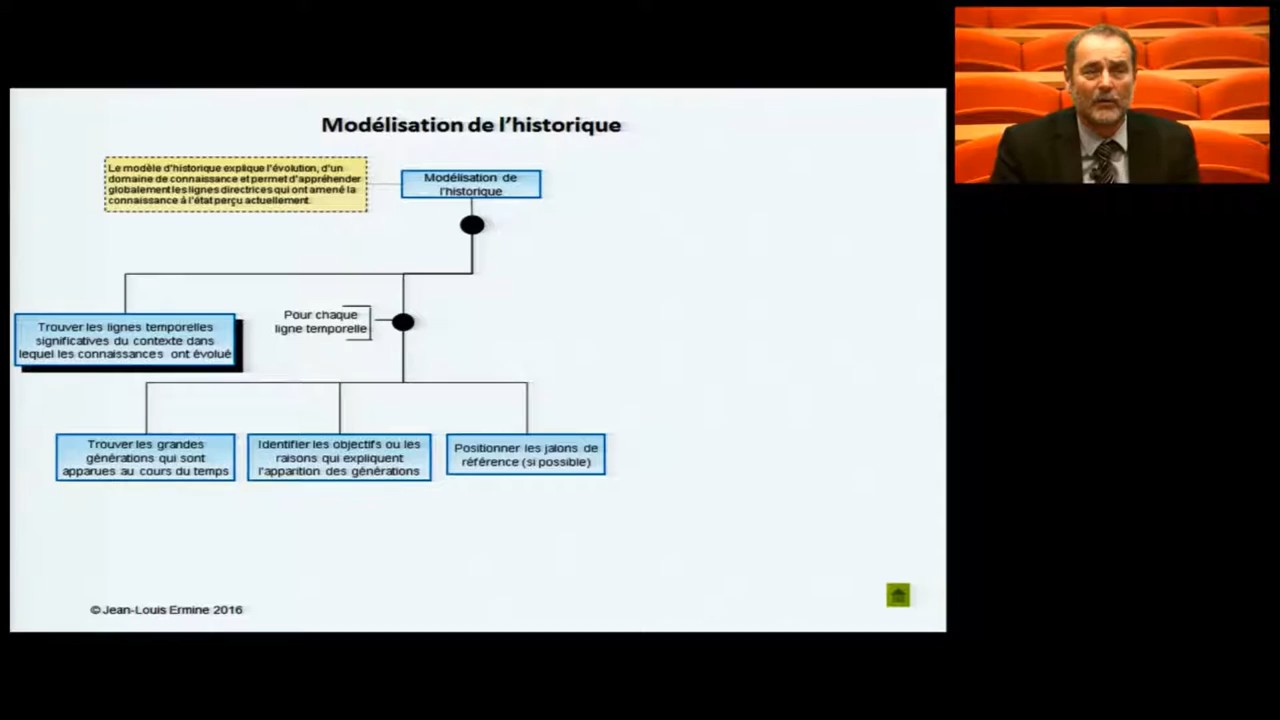 Modélisation de l'historique
Le modèle d'historique explique l'évolution, d'un
domaine de connaissance et permet d'appréhender
globalement les lignes directrices qui ont amené la
connaissance à l'état perçu actuellement.
Modélisation de
l'historique
Pour chaque
ligne temporelle
Trouver les lignes temporelles
significatives du contexte dans
lequel les connaissances ont évolué
Trouver les grandes
générations qui sont
apparues au cours du temps
Identifier les objectifs ou les
raisons qui expliquent
l'apparition des générations
Positionner les jalons de
référence (si possible)
© Jean-Louis Ermine 2016